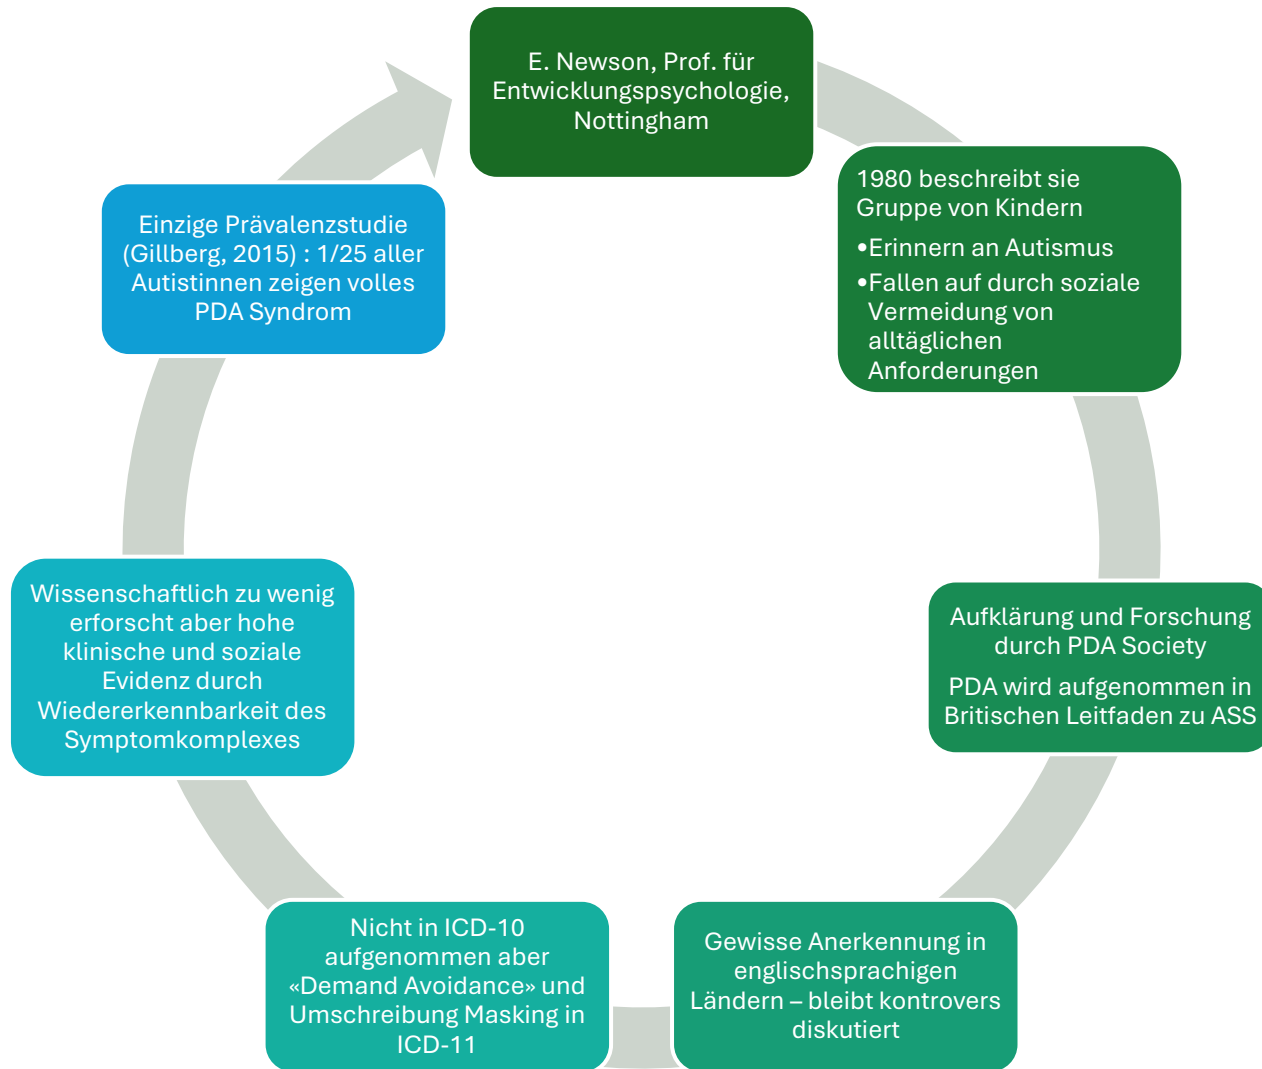 E. Newson, Prof. für
Entwicklungspsychologie,
Nottingham
1980 beschreibt sie
Gruppe von Kindern
•Erinnern an Autismus
•Fallen auf durch soziale
Vermeidung von
alltäglichen
Anforderungen
Aufklärung und Forschung
durch PDA Society
PDA wird aufgenommen in
Britischen Leitfaden zu ASS
Gewisse Anerkennung in
englischsprachigen
Ländern – bleibt kontrovers
diskutiert
Nicht in ICD-10
aufgenommen aber
«Demand Avoidance» und
Umschreibung Masking in
ICD-11
Wissenschaftlich zu wenig
erforscht aber hohe
klinische und soziale
Evidenz durch
Wiedererkennbarkeit des
Symptomkomplexes
Einzige Prävalenzstudie
(Gillberg, 2015) : 1/25 aller
Autistinnen zeigen volles
PDA Syndrom